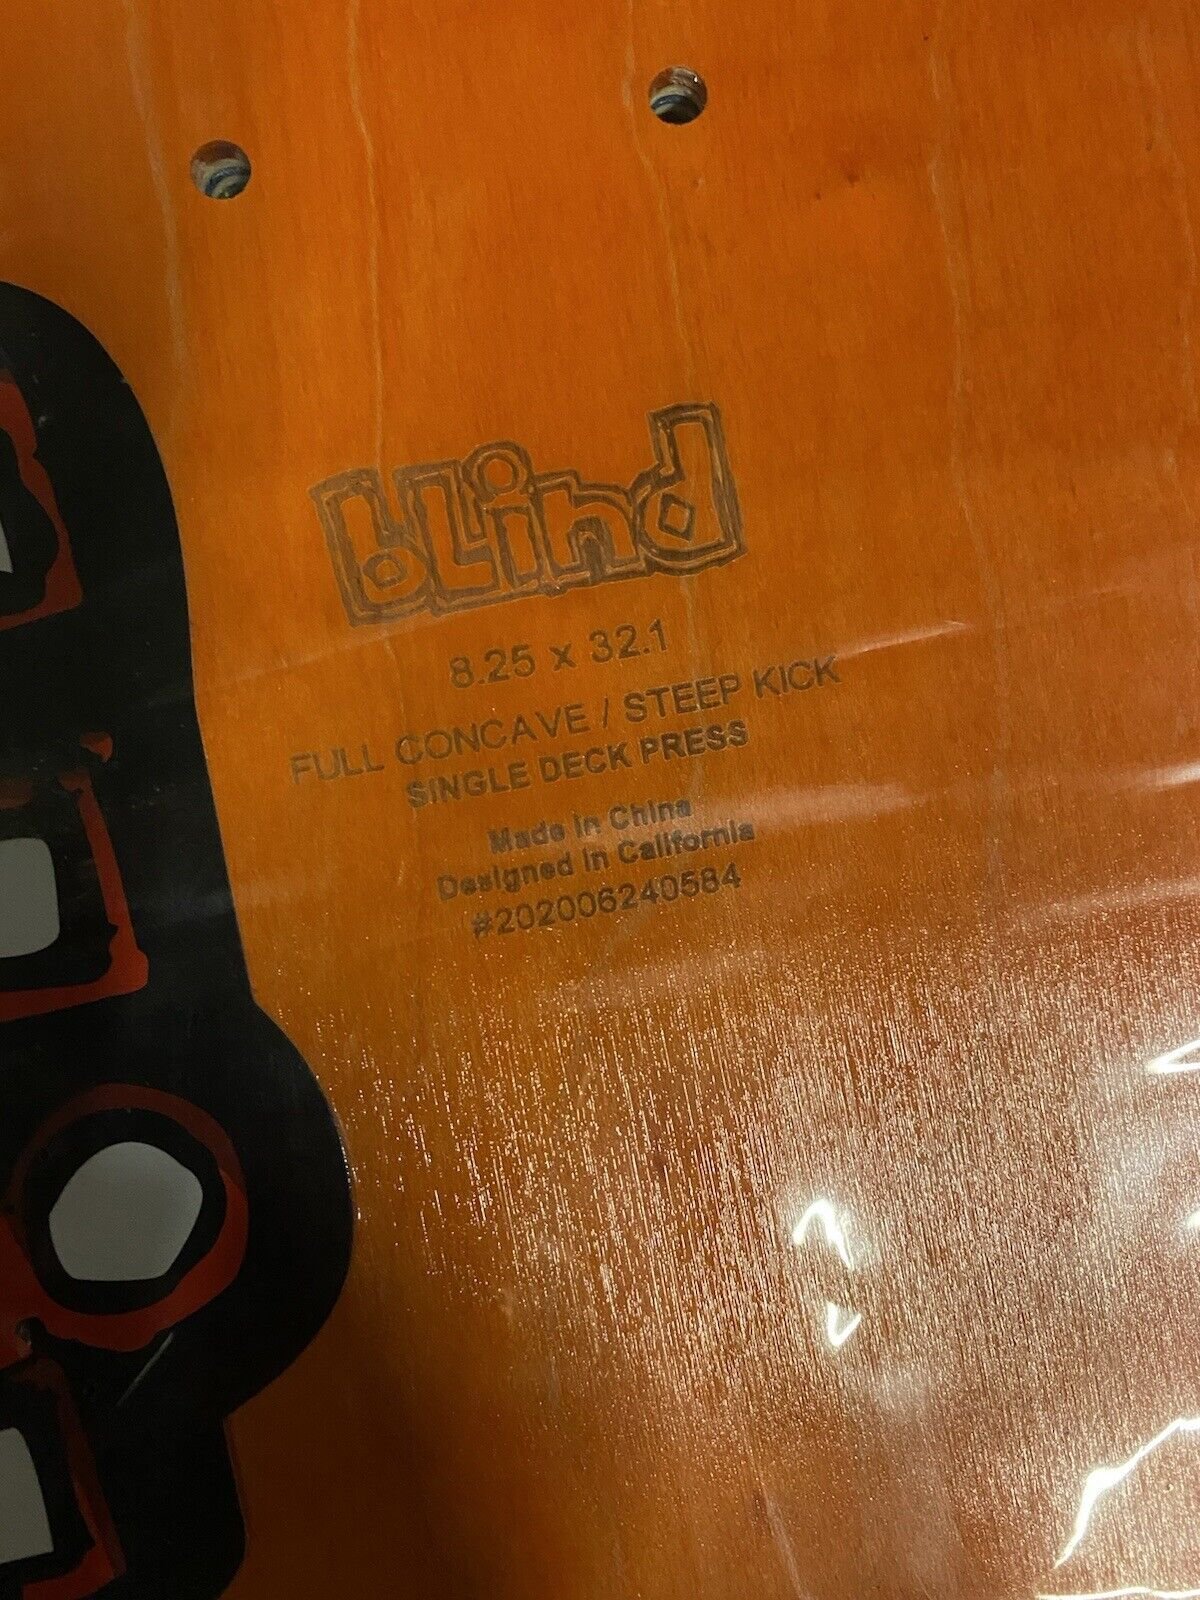 blind
8.25 x 32.1
FULL CONCAVE / STEEP KICK
SINGLE DECK PRESS
Made in China
Designed in California
#202006240584